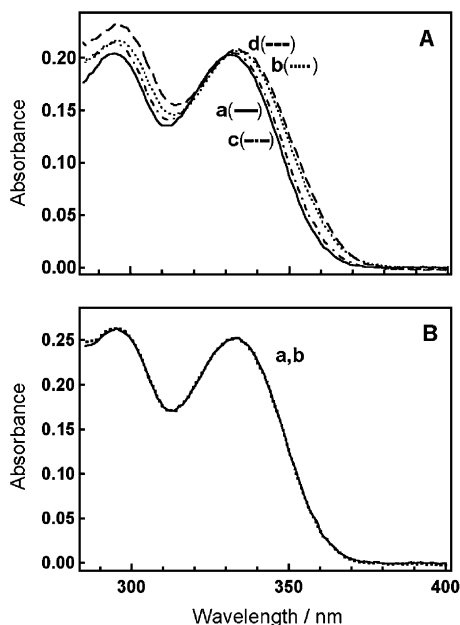 A
d(---)
b(·····)
a(—)
c(-·-·-)
0.20
0.15
0.10
0.05
0.00
Absorbance
B
a,b
0.25
0.20
0.15
0.10
0.05
0.00
Absorbance
300
350
400
Wavelength / nm